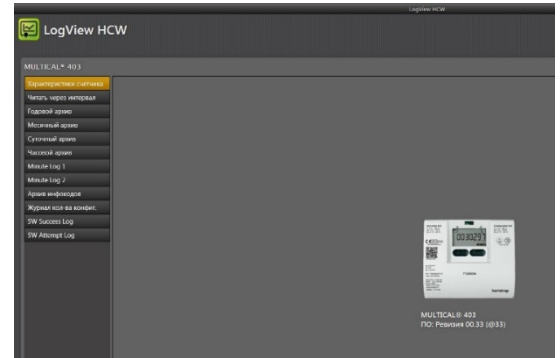 LogView HCW
LogView HCW
MULTICAL® 403
Характеристики счетчика
Читать через интервал
Годовой архив
Месячный архив
Суточный архив
Часовой архив
Minute Log 1
Minute Log 2
Архив инфокодов
Журнал кол-ва конфиг.
SW Success Log
SW Attempt Log
kamstrup
MULTICAL® 403
ПО: Ревизия 00.33 (@33)